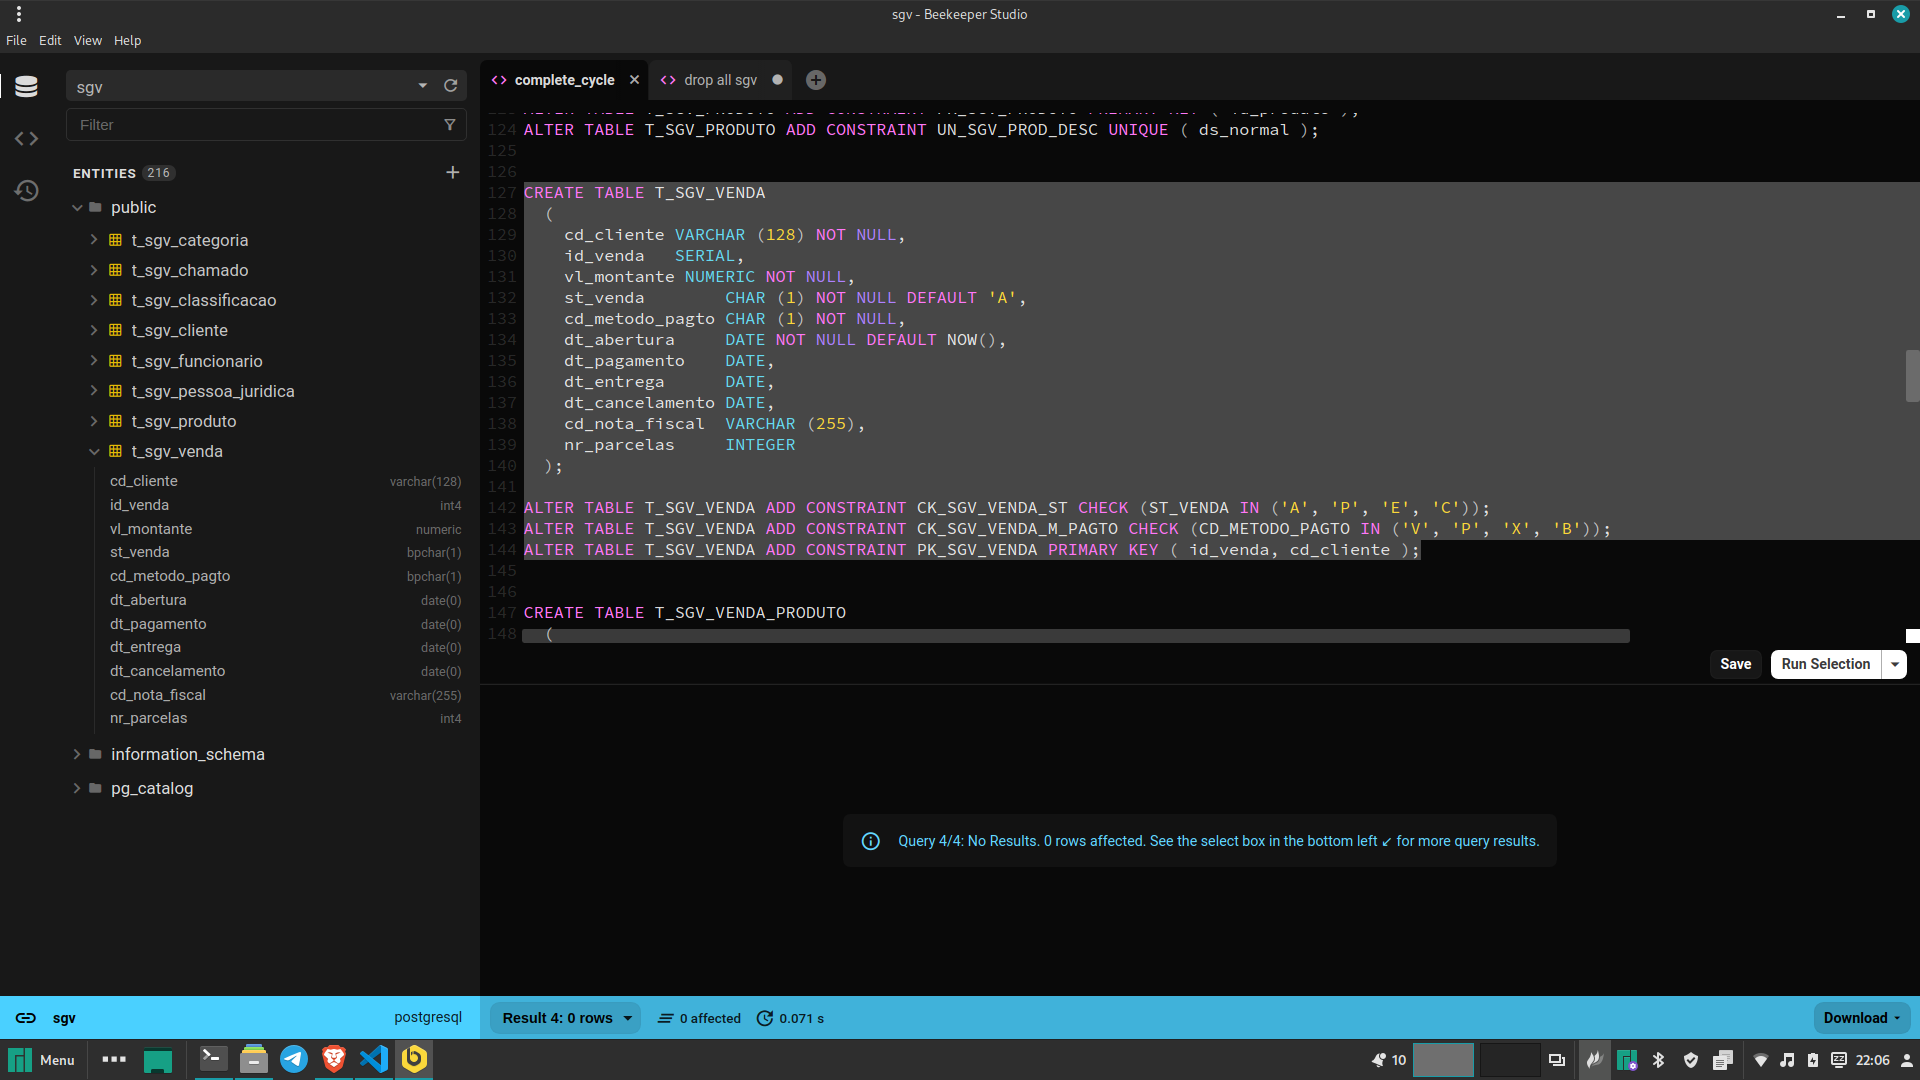 sgv - Beekeeper Studio
File Edit View Help
sgv
Filter
ENTITIES 216
public
t_sgv_categoria
t_sgv_chamado
t_sgv_classificacao
t_sgv_cliente
t_sgv_funcionario
t_sgv_pessoa_juridica
t_sgv_produto
t_sgv_venda
cd_cliente varchar(128)
id_venda int4
vl_montante numeric
st_venda bpchar(1)
cd_metodo_pagto bpchar(1)
dt_abertura date(0)
dt_pagamento date(0)
dt_entrega date(0)
dt_cancelamento date(0)
cd_nota_fiscal varchar(255)
nr_parcelas int4
information_schema
pg_catalog
complete_cycle drop all sgv
124 ALTER TABLE T_SGV_PRODUTO ADD CONSTRAINT UN_SGV_PROD_DESC UNIQUE ( ds_normal );
125
126
127 CREATE TABLE T_SGV_VENDA
128 (
129 cd_cliente VARCHAR (128) NOT NULL,
130 id_venda SERIAL,
131 vl_montante NUMERIC NOT NULL,
132 st_venda CHAR (1) NOT NULL DEFAULT 'A',
133 cd_metodo_pagto CHAR (1) NOT NULL,
134 dt_abertura DATE NOT NULL DEFAULT NOW(),
135 dt_pagamento DATE,
136 dt_entrega DATE,
137 dt_cancelamento DATE,
138 cd_nota_fiscal VARCHAR (255),
139 nr_parcelas INTEGER
140 );
141
142 ALTER TABLE T_SGV_VENDA ADD CONSTRAINT CK_SGV_VENDA_ST CHECK (ST_VENDA IN ('A', 'P', 'E', 'C'));
143 ALTER TABLE T_SGV_VENDA ADD CONSTRAINT CK_SGV_VENDA_M_PAGTO CHECK (CD_METODO_PAGTO IN ('V', 'P', 'X', 'B'));
144 ALTER TABLE T_SGV_VENDA ADD CONSTRAINT PK_SGV_VENDA PRIMARY KEY ( id_venda, cd_cliente );
145
146
147 CREATE TABLE T_SGV_VENDA_PRODUTO
148 (
Save Run Selection
Query 4/4: No Results. 0 rows affected. See the select box in the bottom left ↙ for more query results.
sgv postgresql Result 4: 0 rows 0 affected 0.071 s Download
Menu 10 22:06